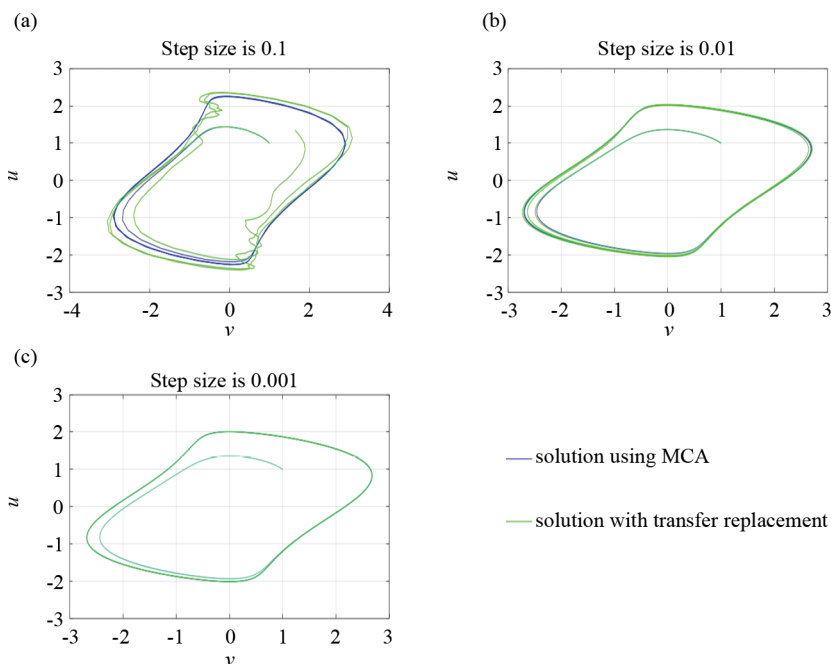 (a)
Step size is 0.1
3
2
1
0
-1
-2
-3
-4
-2
0
2
4
u
v
(b)
Step size is 0.01
3
2
1
0
-1
-2
-3
-3
-2
-1
0
1
2
3
u
v
(c)
Step size is 0.001
3
2
1
0
-1
-2
-3
-3
-2
-1
0
1
2
3
u
v
solution using MCA
solution with transfer replacement